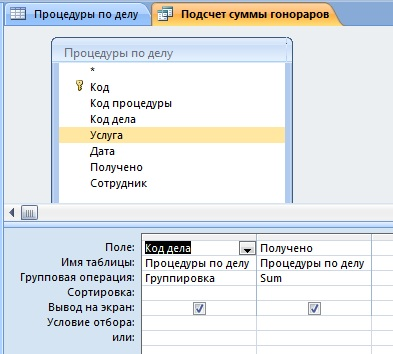 Процедуры по делу Подсчет суммы гонораров
Процедуры по делу
*
Код
Код процедуры
Код дела
Услуга
Дата
Получено
Сотрудник
Поле: Код дела Получено
Имя таблицы: Процедуры по делу Процедуры по делу
Групповая операция: Группировка Sum
Сортировка:
Вывод на экран:
Условие отбора:
или: